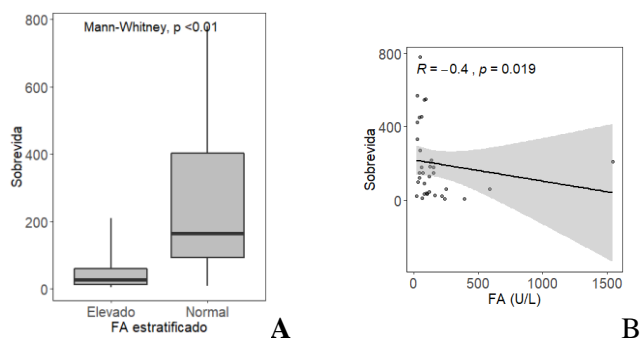 Mann-Whitney, p <0.01
800
600
400
200
0
Sobrevida
Elevado Normal
FA estratificado
A
R = −0.4 , p = 0.019
800
400
0
Sobrevida
0 500 1000 1500
FA (U/L)
B